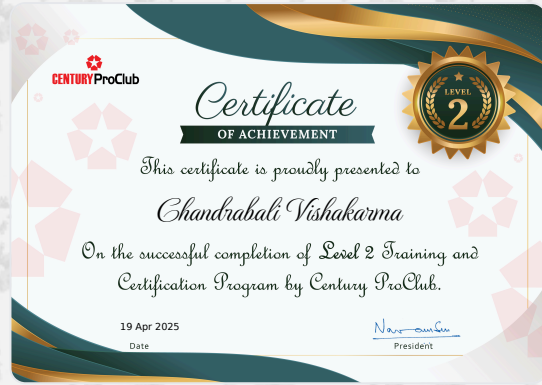 CENTURY ProClub
LEVEL
2
Certificate
OF ACHIEVEMENT
This certificate is proudly presented to
Chandrabali Vishakarma
On the successful completion of Level 2 Training and
Certification Program by Century ProClub.
19 Apr 2025
Date
President